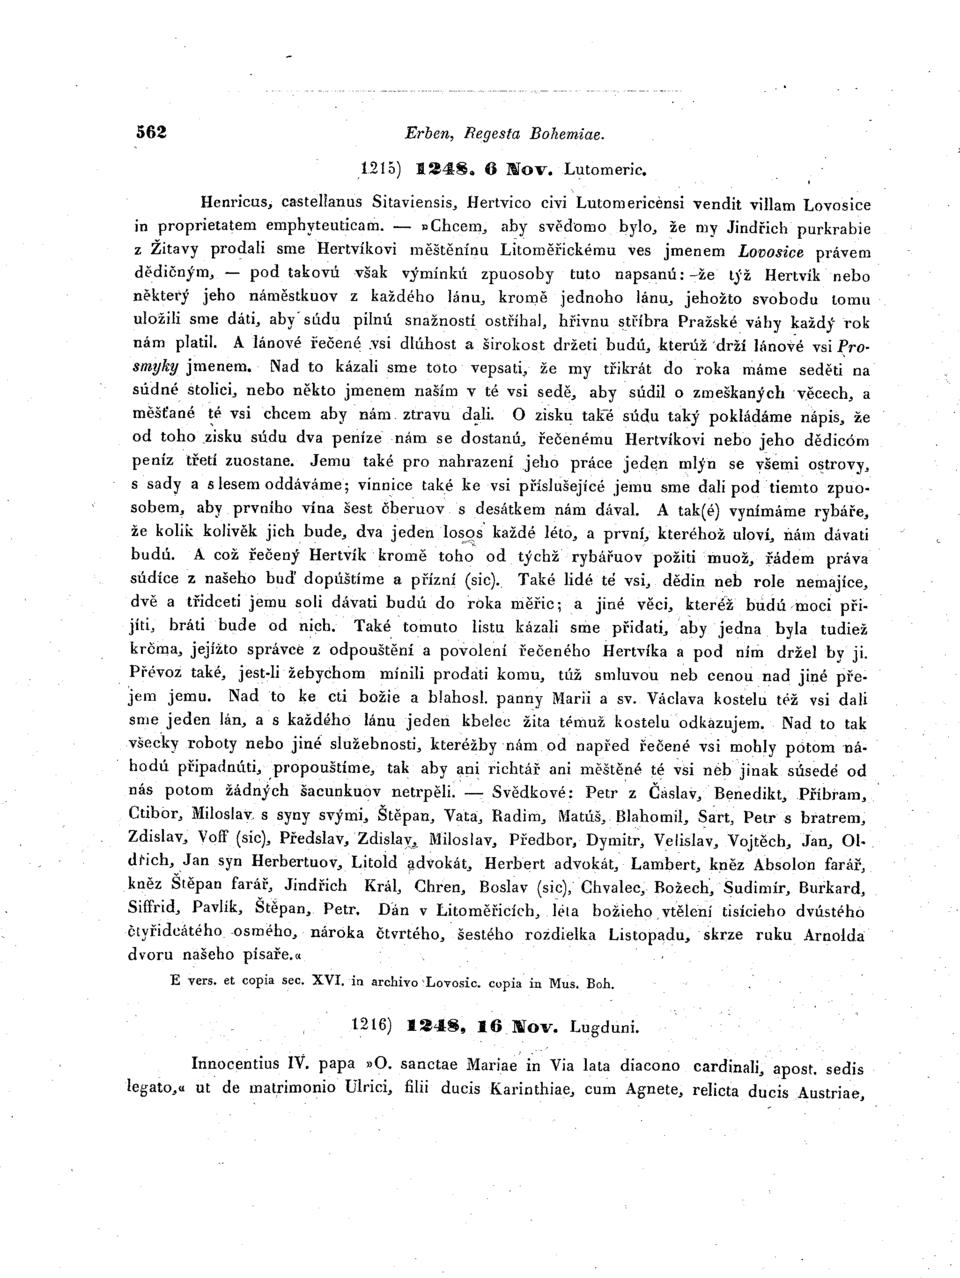 562 Erben, Regesta Bohemiae.
1215) 1248. 6 Nov. Lutomeric.
Henricus, castellanus Sitaviensis, Hertvico civi Lutomericensi vendit villam Lovosice
in proprietatem emphyteuticam. — »Chcem, aby svědomo bylo, že my Jindřich purkrabie
z Žitavy prodali sme Hertvíkovi měštěnínu Litoměřickému ves jmenem Lovosice právem
dědičným, — pod takovú však výmínkú zpuosoby tuto napsanú: -že týž Hertvík nebo
některý jeho náměstkuov z každého lánu, kromě jednoho lánu, jehožto svobodu tomu
uložili sme dáti, aby súdu pilnú snažností ostříhal, hřivnu stříbra Pražské váhy každý rok
nám platil. A lánové řečené vsi dlúhost a širokost držeti budú, kterúž drží lánové vsi Pro-
smyky jmenem. Nad to kázali sme toto vepsati, že my třikrát do roka máme seděti na
súdné stolici, nebo někto jmenem naším v té vsi sedě, aby súdil o zmeškaných věcech, a
měšťané té vsi chcem aby nám ztravu dali. O zisku také súdu taký pokládáme nápis, že
od toho zisku súdu dva peníze nám se dostanú, řečenému Hertvíkovi nebo jeho dědicóm
peníz třetí zuostane. Jemu také pro nahrazení jeho práce jeden mlýn se všemi ostrovy,
s sady a s lesem oddáváme; vinnice také ke vsi příslušejícé jemu sme dali pod tiemto zpuo-
sobem, aby prvního vína šest čberuov s desátkem nám dával. A tak(é) vynímáme rybáře,
že kolik kolivěk jich bude, dva jeden losos každé léto, a první, kteréhož uloví, nám dávati
budú. A což řečený Hertvík kromě toho od týchž rybářuov požiti muož, řádem práva
súdíce z našeho buď dopúštíme a přízní (sic). Také lidé té vsi, dědin neb role nemajíce,
dvě a třidceti jemu soli dávati budú do roka měřic; a jiné věci, kteréž budú moci při-
jíti, bráti bude od nich. Také tomuto listu kázali sme přidati, aby jedna byla tudiež
krčma, jejížto správce z odpouštění a povolení řečeného Hertvíka a pod ním držel by ji.
Převoz také, jest-li žebychom mínili prodati komu, túž smluvou neb cenou nad jiné pře-
jem jemu. Nad to ke cti božie a blahosl. panny Marii a sv. Václava kostelu též vsi dali
sme jeden lán, a s každého lánu jeden kbelec žita témuž kostelu odkazujem. Nad to tak
všecky roboty nebo jiné služebnosti, kteréžby nám od napřed řečené vsi mohly potom ná-
hodú připadnúti, propouštíme, tak aby ani richtář ani měštěné té vsi neb jinak súsedé od
nás potom žádných šacunkuov netrpěli. — Svědkové: Petr z Čáslav, Benedikt, Přibram,
Ctibor, Miloslav s syny svými, Štěpan, Vata, Radim, Matúš, Blahomil, Sart, Petr s bratrem,
Zdislav, Voff (sic), Předslav, Zdislav, Miloslav, Předbor, Dymitr, Velislav, Vojtěch, Jan, Ol-
dřich, Jan syn Herbertuov, Litold advokát, Herbert advokát, Lambert, kněz Absolon farář,
kněz Štěpan farář, Jindřich Král, Chren, Boslav (sic), Chvalec, Božech, Sudimír, Burkard,
Siffrid, Pavlík, Štěpan, Petr. Dán v Litoměřicích, léta božieho vtělení tisícieho dvústého
čtyřidcátého osmého, nároka čtvrtého, šestého rozdielka Listopadu, skrze ruku Arnolda
dvoru našeho písaře.«
E vers. et copia sec. XVI. in archivo Lovosic. copia in Mus. Boh.
1216) 1248, 16 Nov. Lugduni.
Innocentius IV. papa »O. sanctae Mariae in Via lata diacono cardinali, apost. sedis
legato,« ut de matrimonio Ulrici, filii ducis Karinthiae, cum Agnete, relicta ducis Austriae,